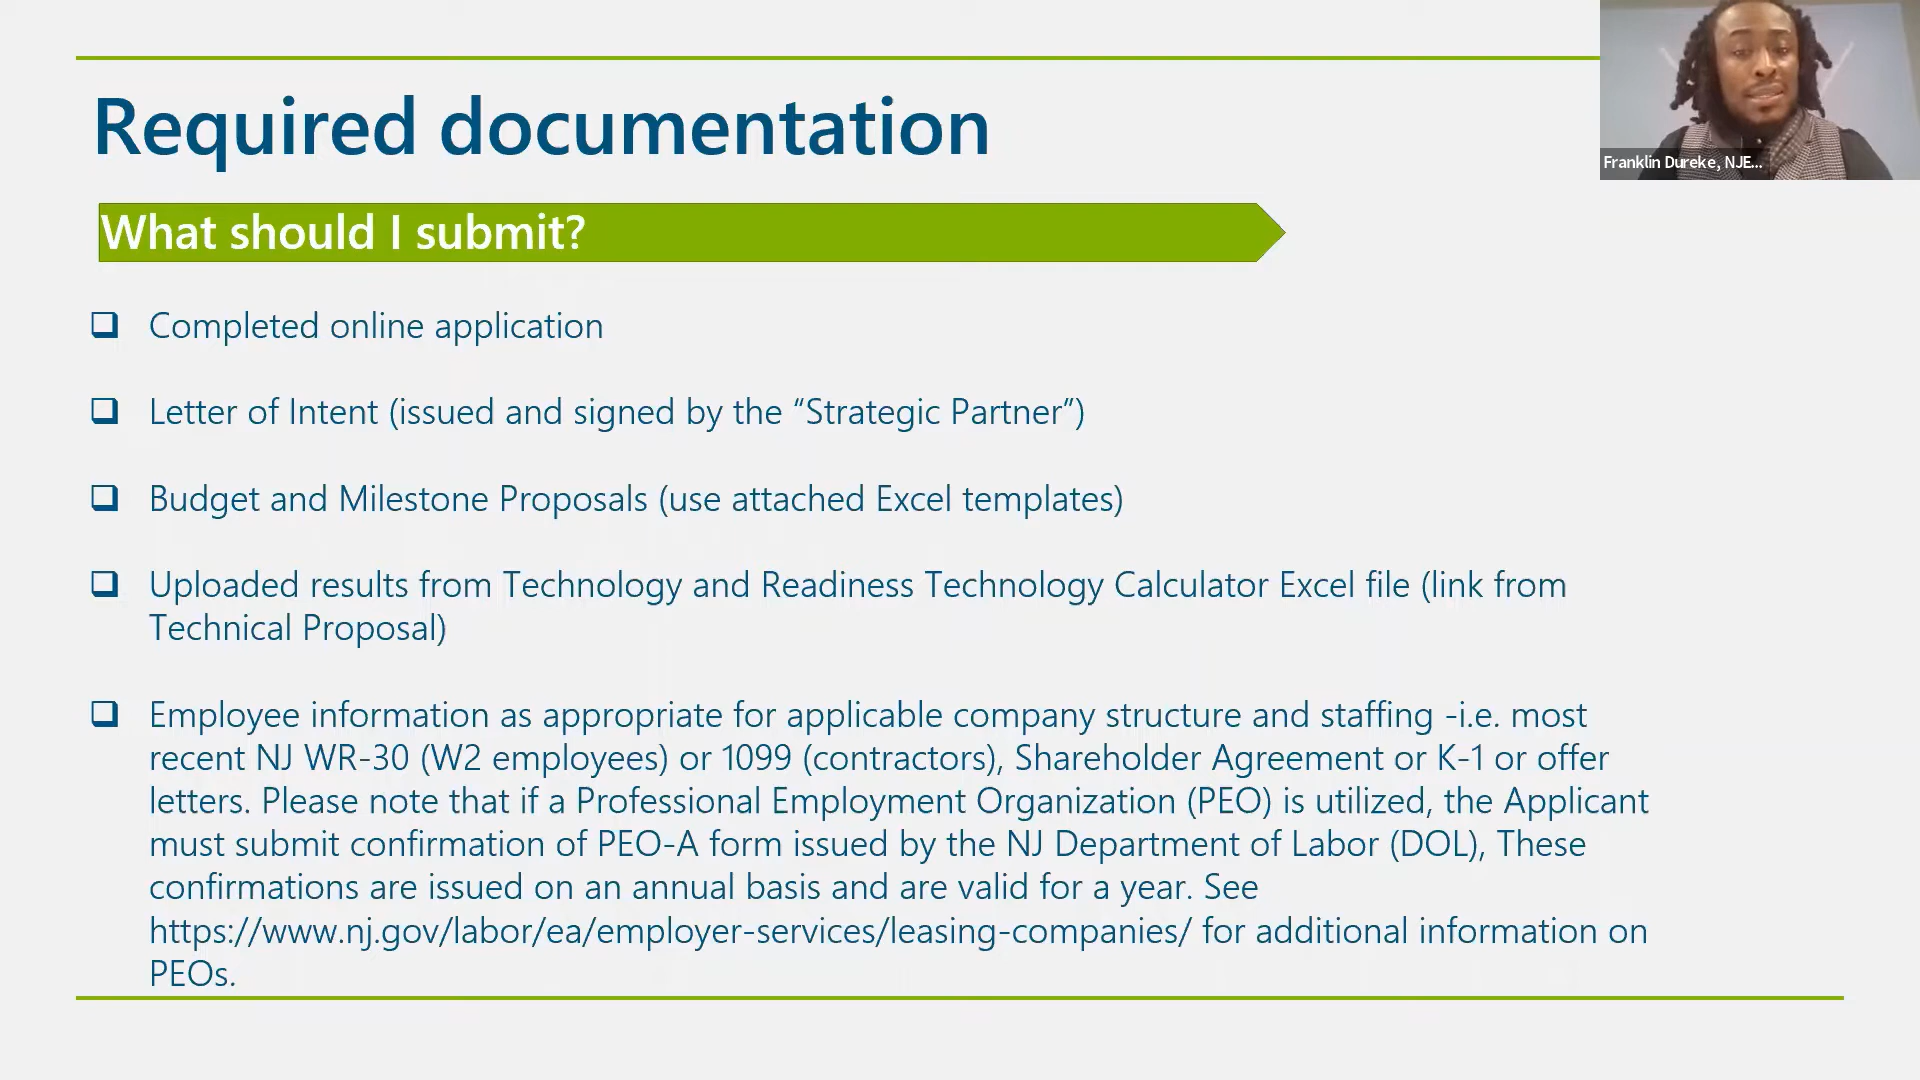 Required documentation
Franklin Dureke, NJE...
What should I submit?
Completed online application
Letter of Intent (issued and signed by the “Strategic Partner”)
Budget and Milestone Proposals (use attached Excel templates)
Uploaded results from Technology and Readiness Technology Calculator Excel file (link from
Technical Proposal)
Employee information as appropriate for applicable company structure and staffing -i.e. most
recent NJ WR-30 (W2 employees) or 1099 (contractors), Shareholder Agreement or K-1 or offer
letters. Please note that if a Professional Employment Organization (PEO) is utilized, the Applicant
must submit confirmation of PEO-A form issued by the NJ Department of Labor (DOL), These
confirmations are issued on an annual basis and are valid for a year. See
https://www.nj.gov/labor/ea/employer-services/leasing-companies/ for additional information on
PEOs.